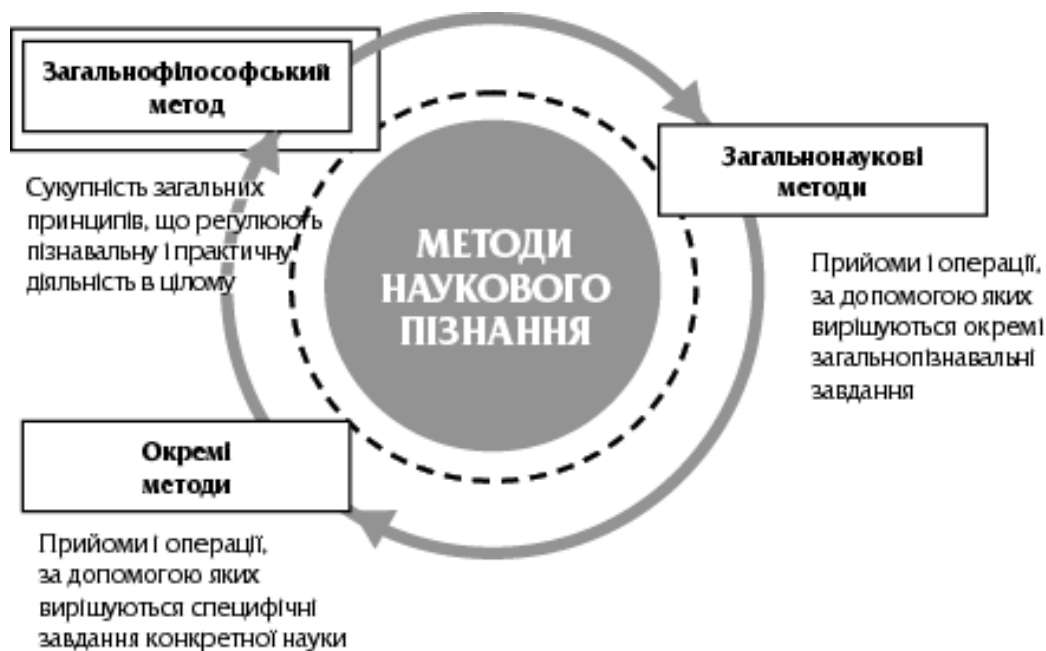 Загальнофілософський
метод
Сукупність загальних
принципів, що регулюють
пізнавальну і практичну
діяльність в цілому
Загальнонаукові
методи
Прийоми і операції,
за допомогою яких
вирішуються окремі
загальнопізнавальні
завдання
МЕТОДИ
НАУКОВОГО
ПІЗНАННЯ
Окремі
методи
Прийоми і операції,
за допомогою яких
вирішуються специфічні
завдання конкретної науки